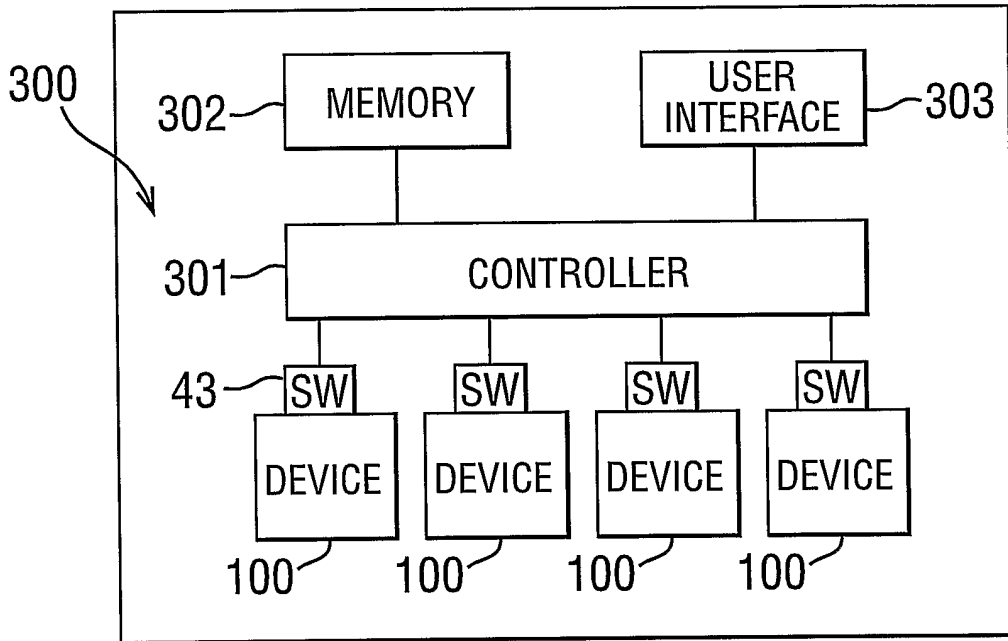 300
302
MEMORY
USER
INTERFACE
303
301
CONTROLLER
43
SW
SW
SW
SW
DEVICE
DEVICE
DEVICE
DEVICE
100
100
100
100